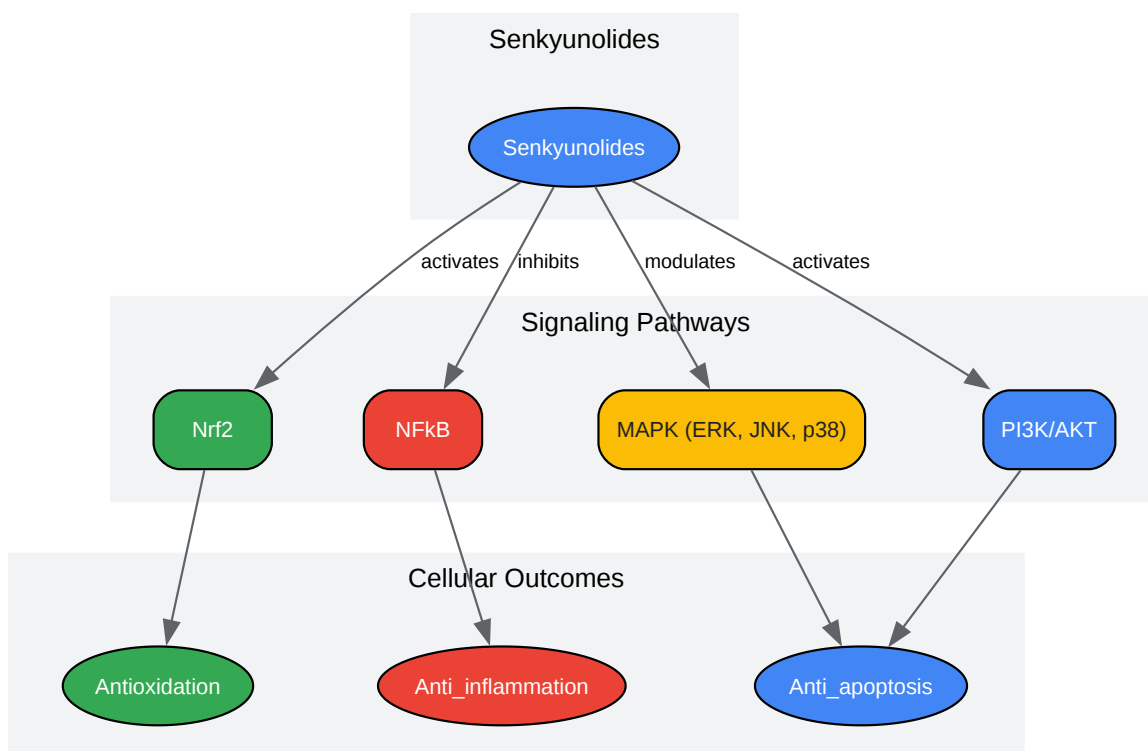 Senkyunolides
Senkyunolides
activates
inhibits
modulates
activates
Signaling Pathways
Nrf2
NFkB
MAPK (ERK, JNK, p38)
PI3K/AKT
Cellular Outcomes
Antioxidation
Anti_inflammation
Anti_apoptosis